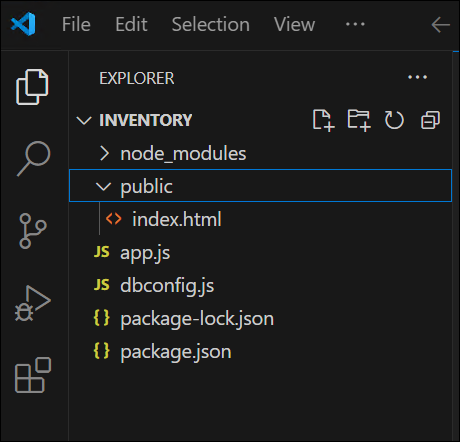 File Edit Selection View ...
EXPLORER ...
INVENTORY
node_modules
public
<> index.html
JS app.js
JS dbconfig.js
{} package-lock.json
{} package.json